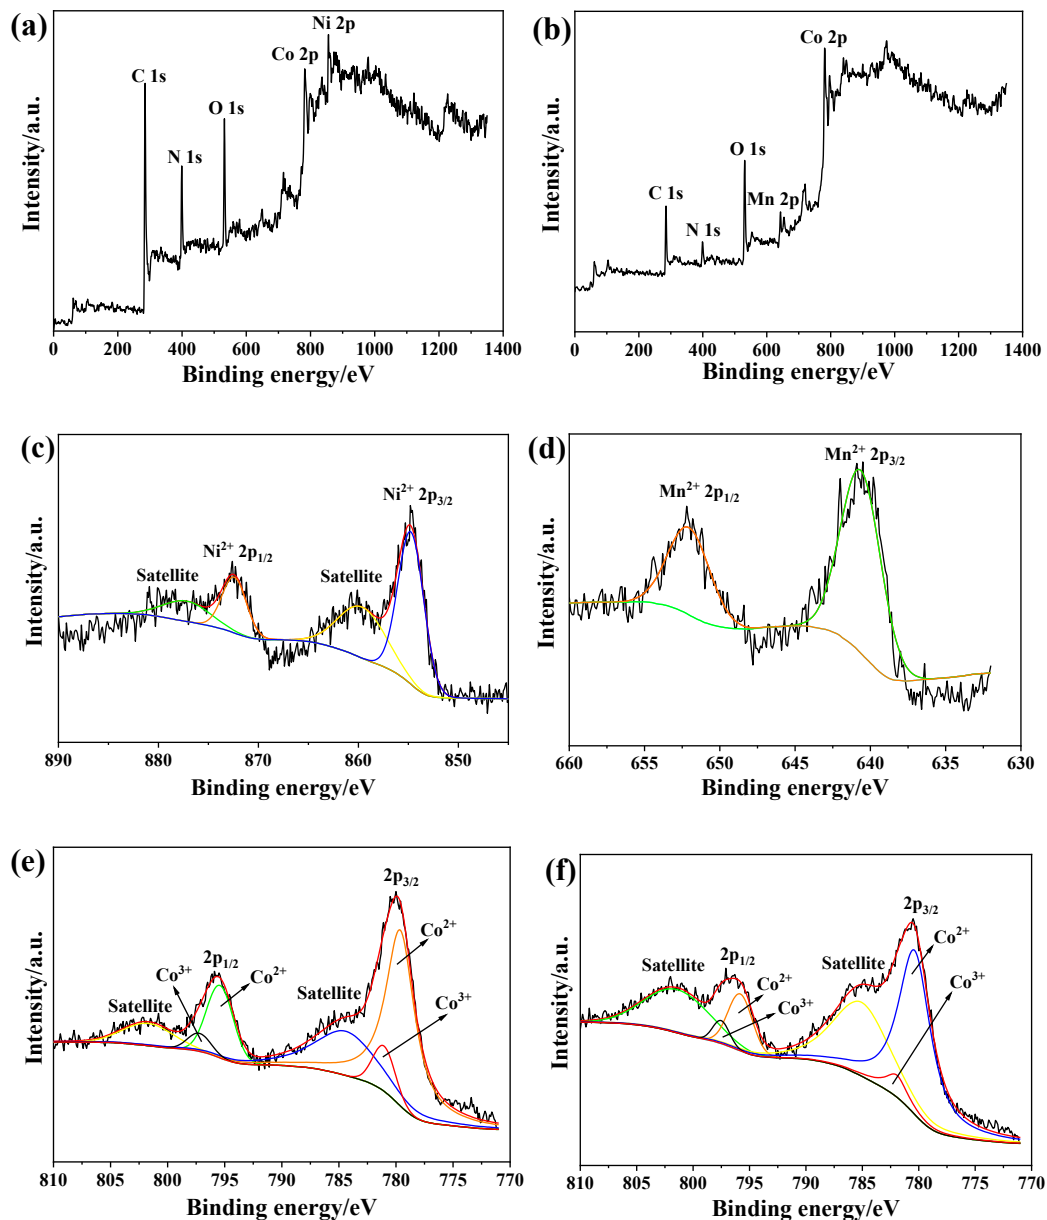 (a)
Ni 2p
Co 2p
C 1s
O 1s
N 1s
Intensity/a.u.
0 200 400 600 800 1000 1200 1400
Binding energy/eV
(b)
Co 2p
O 1s
C 1s
Mn 2p
N 1s
Intensity/a.u.
0 200 400 600 800 1000 1200 1400
Binding energy/eV
(c)
Ni²⁺ 2p₃/₂
Ni²⁺ 2p₁/₂
Satellite
Satellite
Intensity/a.u.
890 880 870 860 850
Binding energy/eV
(d)
Mn²⁺ 2p₃/₂
Mn²⁺ 2p₁/₂
Intensity/a.u.
660 655 650 645 640 635 630
Binding energy/eV
(e)
2p₃/₂
Co²⁺
2p₁/₂
Co³⁺
Co²⁺
Satellite
Satellite
Co³⁺
Intensity/a.u.
810 805 800 795 790 785 780 775 770
Binding energy/eV
(f)
2p₃/₂
Co²⁺
2p₁/₂
Satellite
Satellite
Co²⁺
Co³⁺
Co³⁺
Intensity/a.u.
810 805 800 795 790 785 780 775 770
Binding energy/eV